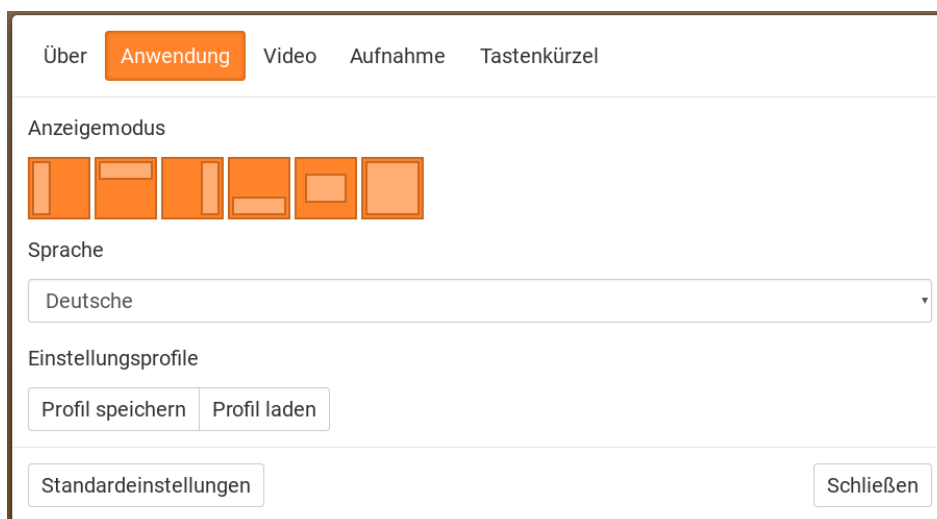 Über Anwendung Video Aufnahme Tastenkürzel
Anzeigemodus
Sprache
Deutsche
Einstellungsprofile
Profil speichern Profil laden
Standardeinstellungen Schließen